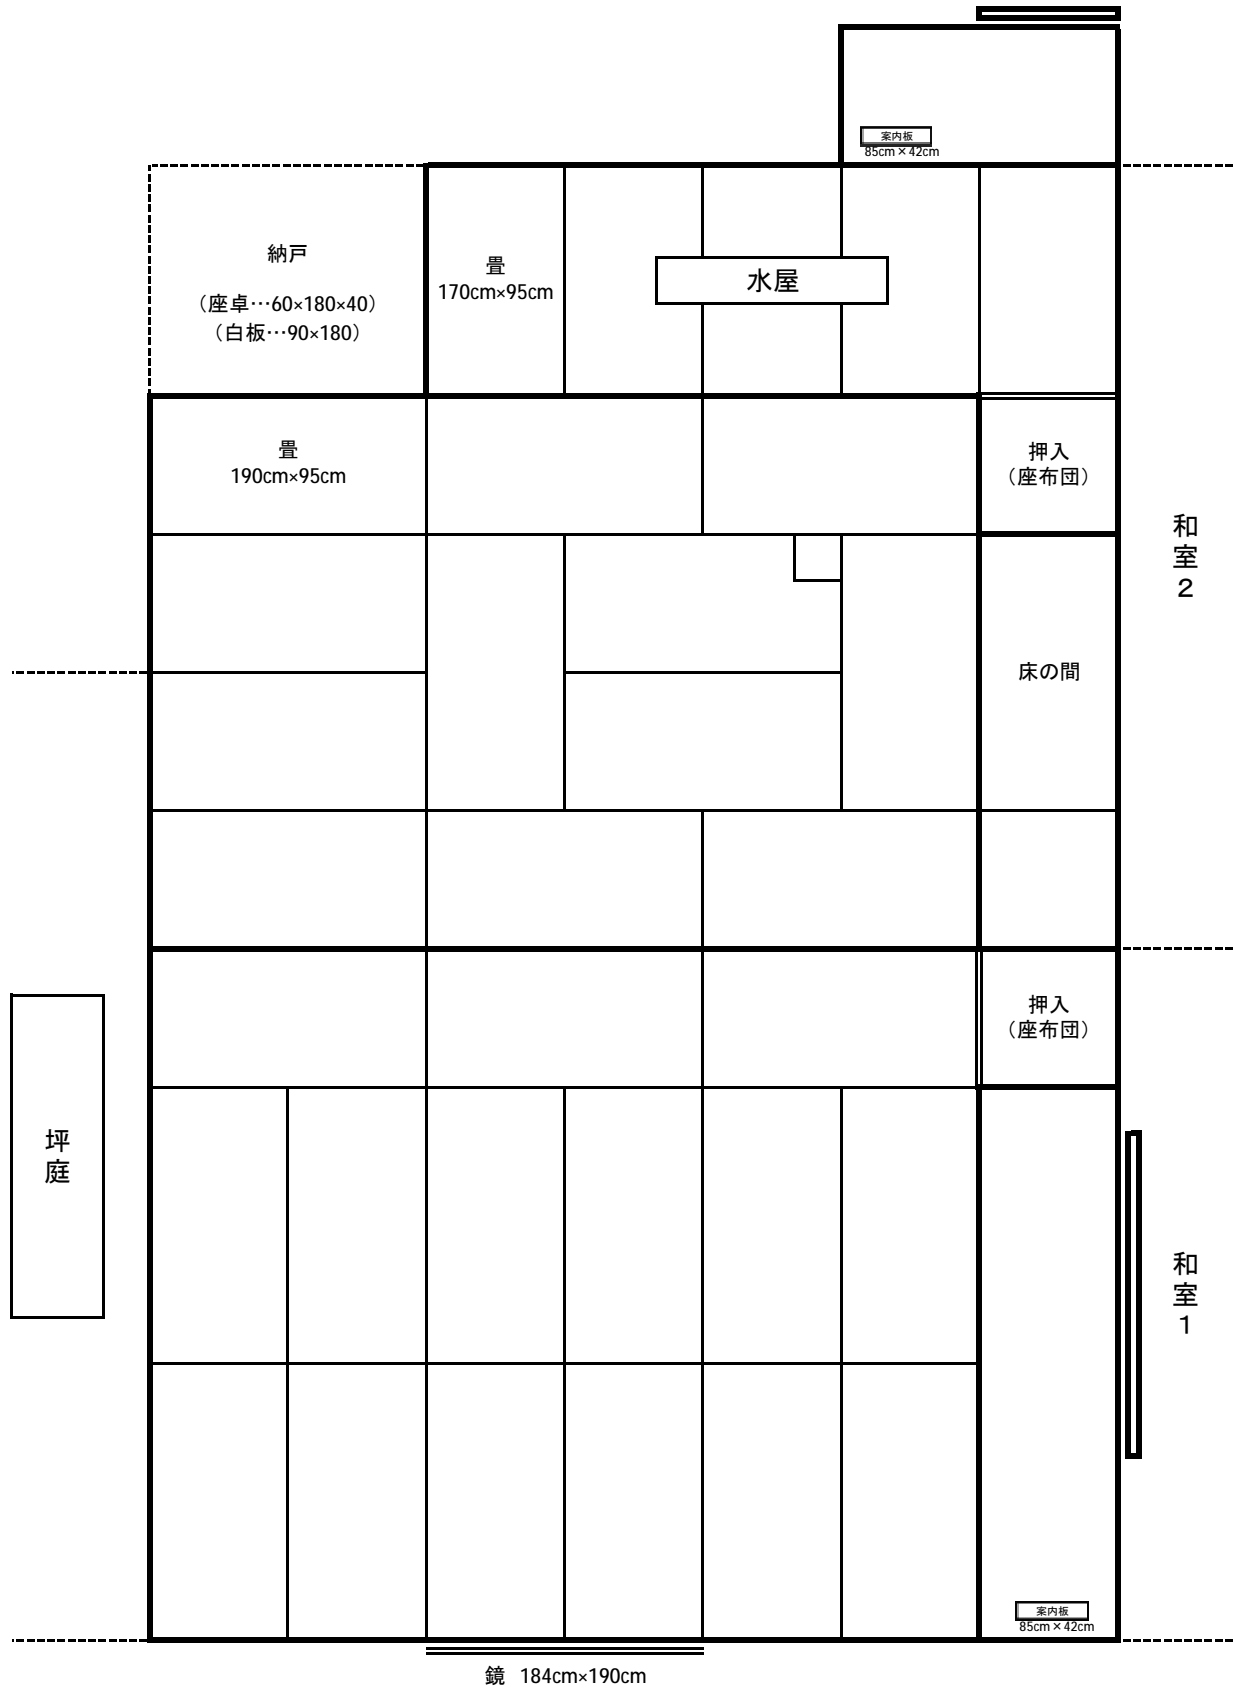 案内板
85cm×42cm
納戸
（座卓…60×180×40）
（白板…90×180）
畳
170cm×95cm
水屋
畳
190cm×95cm
押入
（座布団）
和室２
床の間
押入
（座布団）
坪庭
和室１
案内板
85cm×42cm
鏡 184cm×190cm